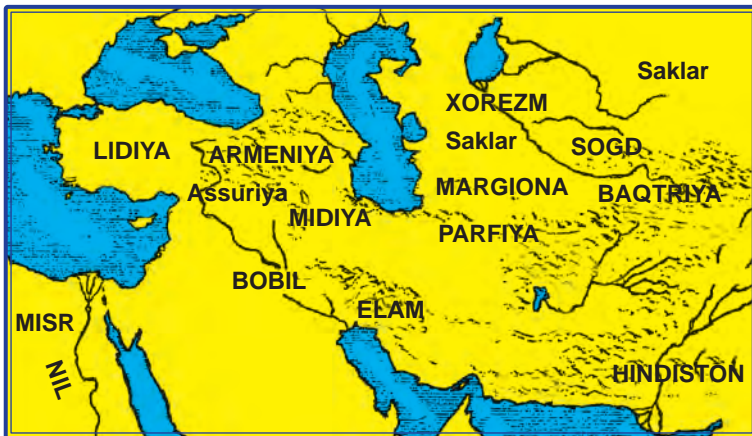 Saklar
XOREZM
Saklar
SOGD
LIDIYA
ARMENIYA
MARGIONA
BAQTRIYA
Assuriya
MIDIYA
PARFIYA
BOBIL
ELAM
MISR
NIL
HINDISTON